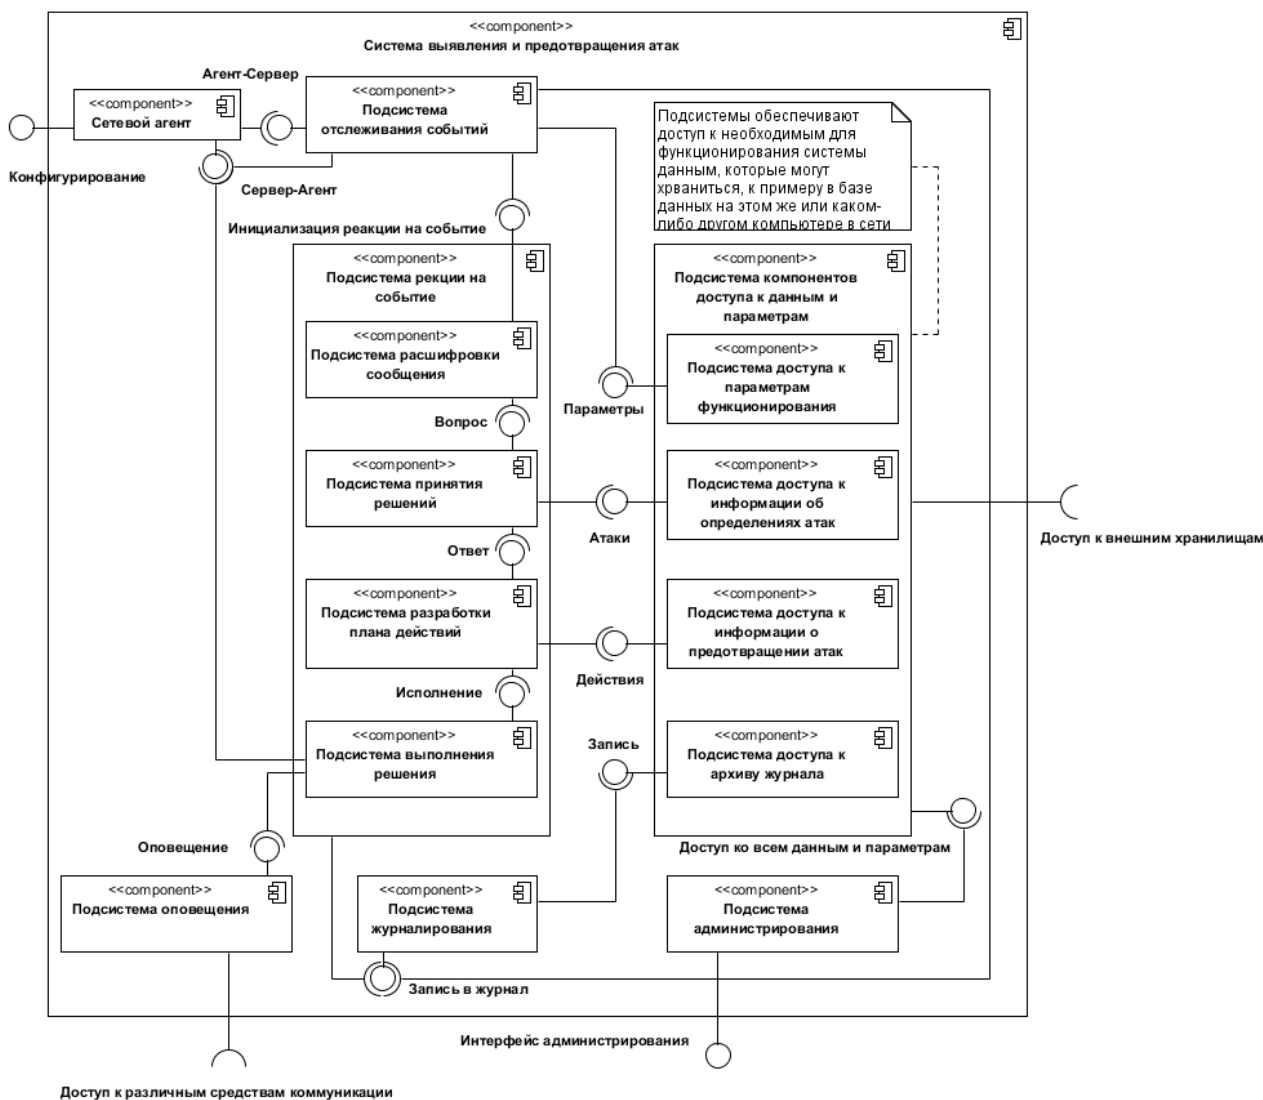 <<component>>
Система выявления и предотвращения атак
Агент-Сервер
<<component>>
Сетевой агент
<<component>>
Подсистема
отслеживания событий
Конфигурирование
Сервер-Агент
Подсистемы обеспечивают
доступ к необходимым для
функционирования системы
данным, которые могут
хрваниться, к примеру в базе
данных на этом же или каком-
либо другом компьютере в сети
Инициализация реакции на событие
<<component>>
Подсистема рекции на
событие
<<component>>
Подсистема компонентов
доступа к данным и
параметрам
<<component>>
Подсистема расшифровки
сообщения
<<component>>
Подсистема доступа к
параметрам
функционирования
Параметры
Вопрос
<<component>>
Подсистема принятия
решений
<<component>>
Подсистема доступа к
информации об
определениях атак
Атаки
Доступ к внешним хранилищам
Ответ
<<component>>
Подсистема разработки
плана действий
<<component>>
Подсистема доступа к
информации о
предотвращении атак
Действия
Исполнение
<<component>>
Подсистема выполнения
решения
Запись
<<component>>
Подсистема доступа к
архиву журнала
Оповещение
Доступ ко всем данным и параметрам
<<component>>
Подсистема оповещения
<<component>>
Подсистема
журналирования
<<component>>
Подсистема
администрирования
Запись в журнал
Интерфейс администрирования
Доступ к различным средствам коммуникации